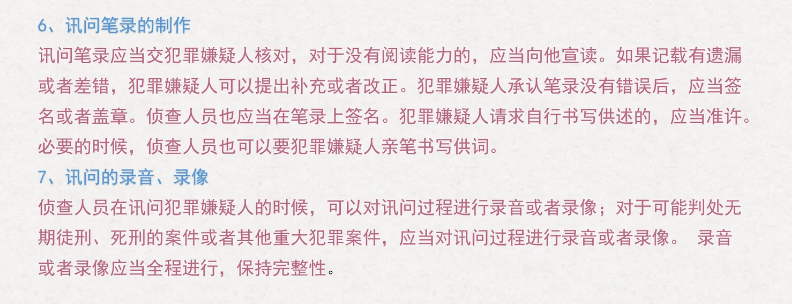 6、讯问笔录的制作
讯问笔录应当交犯罪嫌疑人核对，对于没有阅读能力的，应当向他宣读。如果记载有遗漏
或者差错，犯罪嫌疑人可以提出补充或者改正。犯罪嫌疑人承认笔录没有错误后，应当签
名或者盖章。侦查人员也应当在笔录上签名。犯罪嫌疑人请求自行书写供述的，应当准许。
必要的时候，侦查人员也可以要犯罪嫌疑人亲笔书写供词。
7、讯问的录音、录像
侦查人员在讯问犯罪嫌疑人的时候，可以对讯问过程进行录音或者录像；对于可能判处无
期徒刑、死刑的案件或者其他重大犯罪案件，应当对讯问过程进行录音或者录像。 录音
或者录像应当全程进行，保持完整性。